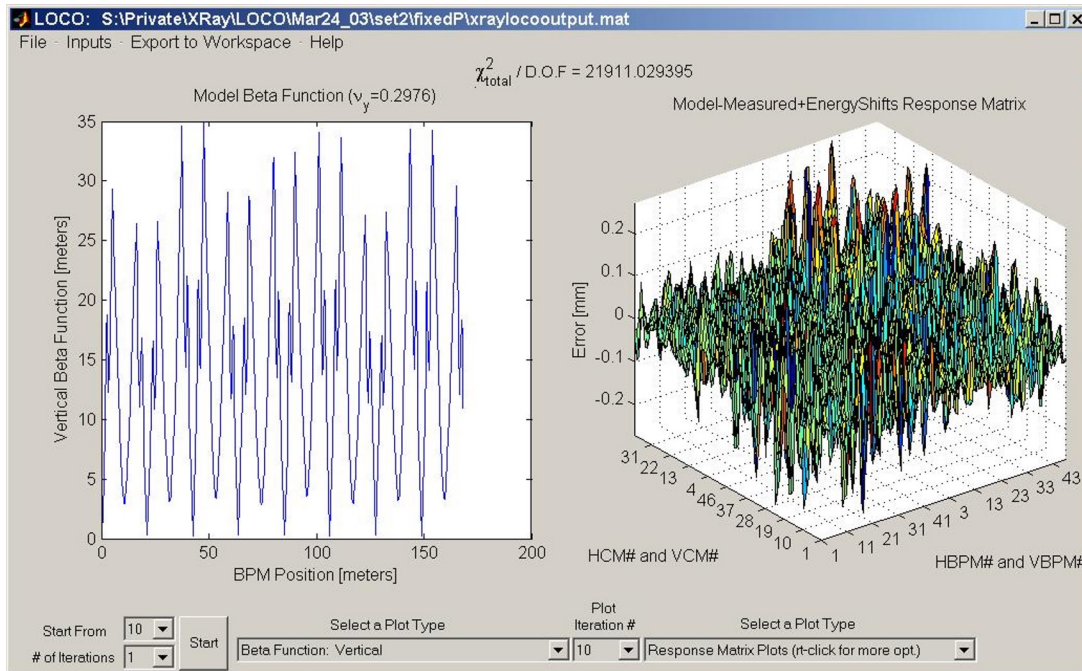 LOCO: S:\Private\XRay\LOCO\Mar24_03\set2\fixedP\xraylocooutput.mat
File - Inputs - Export to Workspace - Help
χ²total / D.O.F = 21911.029395
Model Beta Function (νy=0.2976)
Model-Measured+EnergyShifts Response Matrix
35
30
25
20
15
10
5
0
Vertical Beta Function [meters]
0 50 100 150 200
BPM Position [meters]
0.2
0.1
0
-0.1
-0.2
Error [mm]
31 22 13 4 46 37 28 19 10 1
1 11 21 31 41 3 13 23 33 43
HCM# and VCM#
HBPM# and VBPM#
Start From 10
# of Iterations 1
Start
Select a Plot Type
Beta Function: Vertical
Plot
Iteration #
10
Select a Plot Type
Response Matrix Plots (rt-click for more opt.)